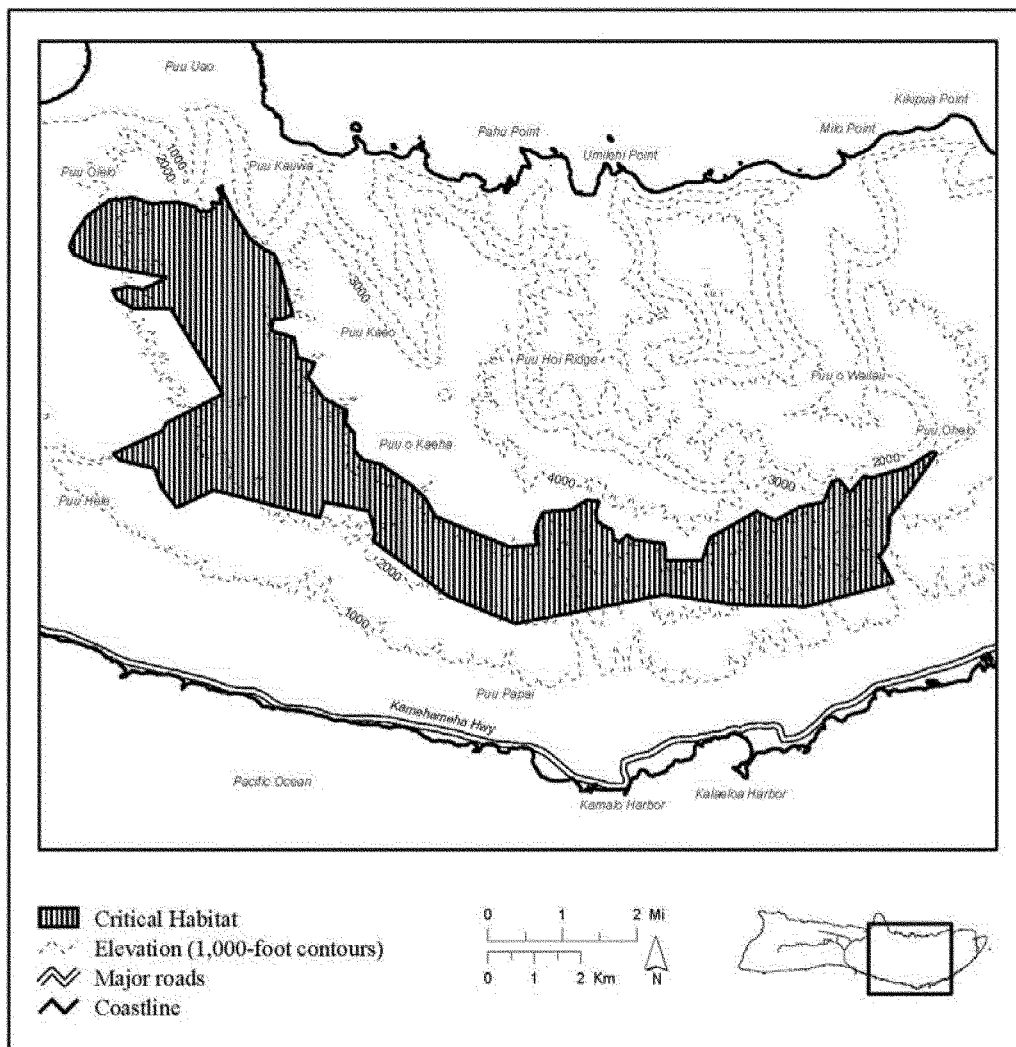 Puu Uao
Kikipua Point
Pahu Point
Milo Point
Umilehi Point
1000
2000
Puu Kauwa
Puu Olelo
3000
Puu Kaeo
Puu Hoi Ridge
Puu o Wailau
Puu Ohelo
Puu o Kaeha
2000
4000
3000
Puu Hele
2000
1000
Puu Papai
Kamehameha Hwy
Pacific Ocean
Kamalo Harbor
Kalaeloa Harbor
Critical Habitat
Elevation (1,000-foot contours)
Major roads
Coastline
0 1 2 Mi
0 1 2 Km
N